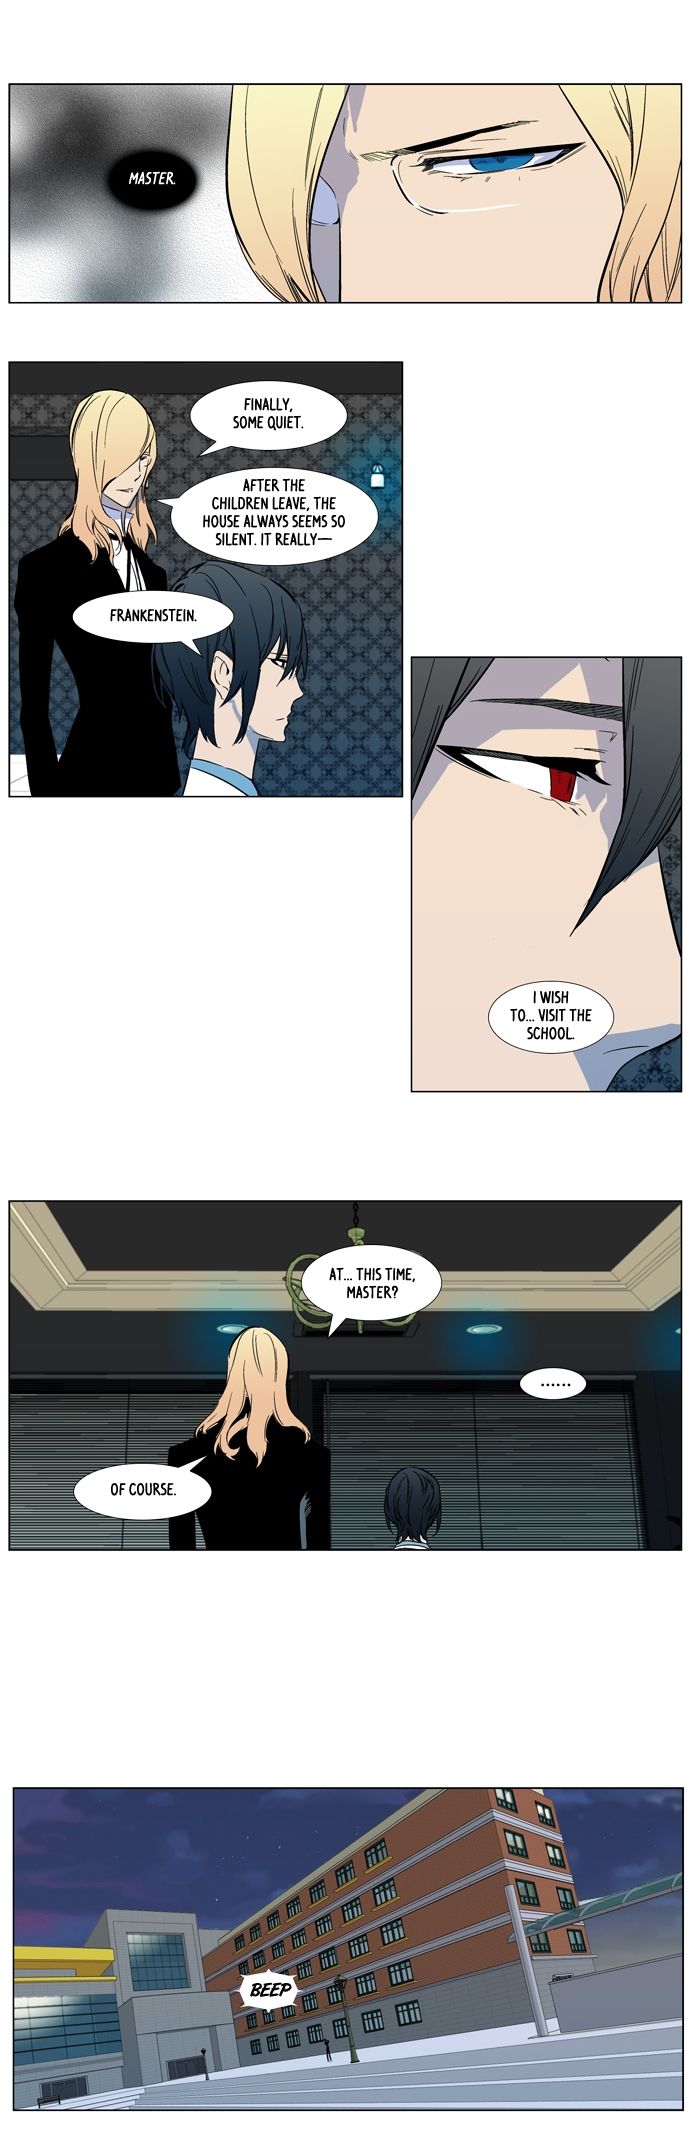 MASTER.
FINALLY,
SOME QUIET.
AFTER THE
CHILDREN LEAVE, THE
HOUSE ALWAYS SEEMS SO
SILENT. IT REALLY—
FRANKENSTEIN.
I WISH
TO... VISIT THE
SCHOOL.
AT... THIS TIME,
MASTER?
......
OF COURSE.
BEEP